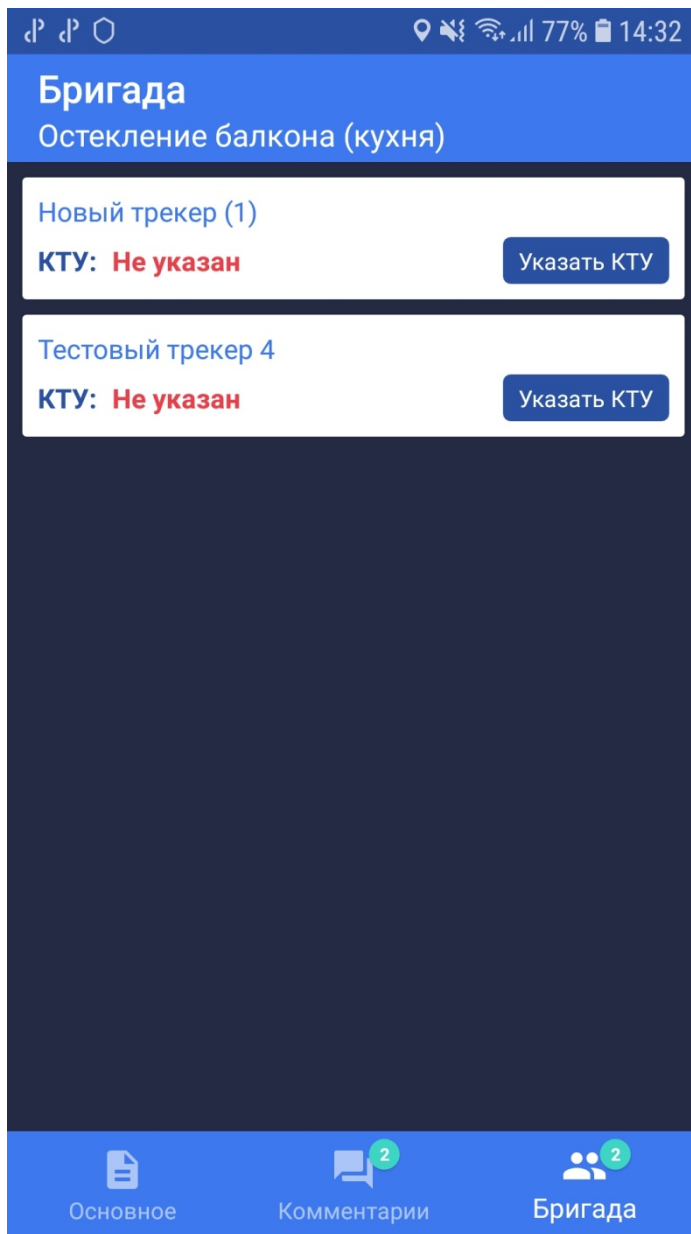 77% 14:32
Бригада
Остекление балкона (кухня)
Новый трекер (1)
КТУ: Не указан
Указать КТУ
Тестовый трекер 4
КТУ: Не указан
Указать КТУ
2
2
Основное
Комментарии
Бригада